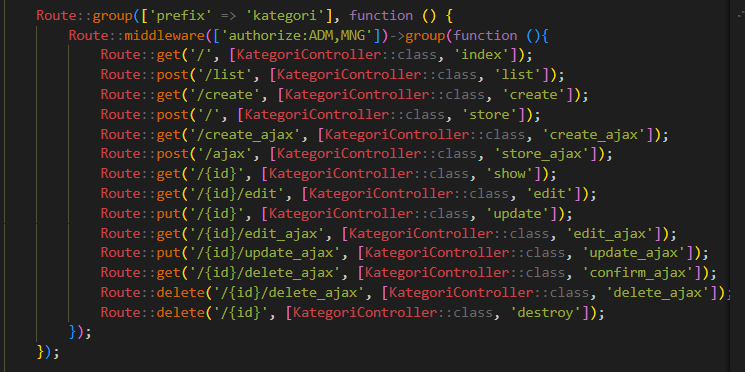 Route::group(['prefix' => 'kategori'], function () {
Route::middleware(['authorize:ADM,MNG'])->group(function (){
Route::get('/', [KategoriController::class, 'index']);
Route::post('/list', [KategoriController::class, 'list']);
Route::get('/create', [KategoriController::class, 'create']);
Route::post('/', [KategoriController::class, 'store']);
Route::get('/create_ajax', [KategoriController::class, 'create_ajax']);
Route::post('/ajax', [KategoriController::class, 'store_ajax']);
Route::get('/{id}', [KategoriController::class, 'show']);
Route::get('/{id}/edit', [KategoriController::class, 'edit']);
Route::put('/{id}', [KategoriController::class, 'update']);
Route::get('/{id}/edit_ajax', [KategoriController::class, 'edit_ajax']);
Route::put('/{id}/update_ajax', [KategoriController::class, 'update_ajax']);
Route::get('/{id}/delete_ajax', [KategoriController::class, 'confirm_ajax']);
Route::delete('/{id}/delete_ajax', [KategoriController::class, 'delete_ajax']);
Route::delete('/{id}', [KategoriController::class, 'destroy']);
});
});